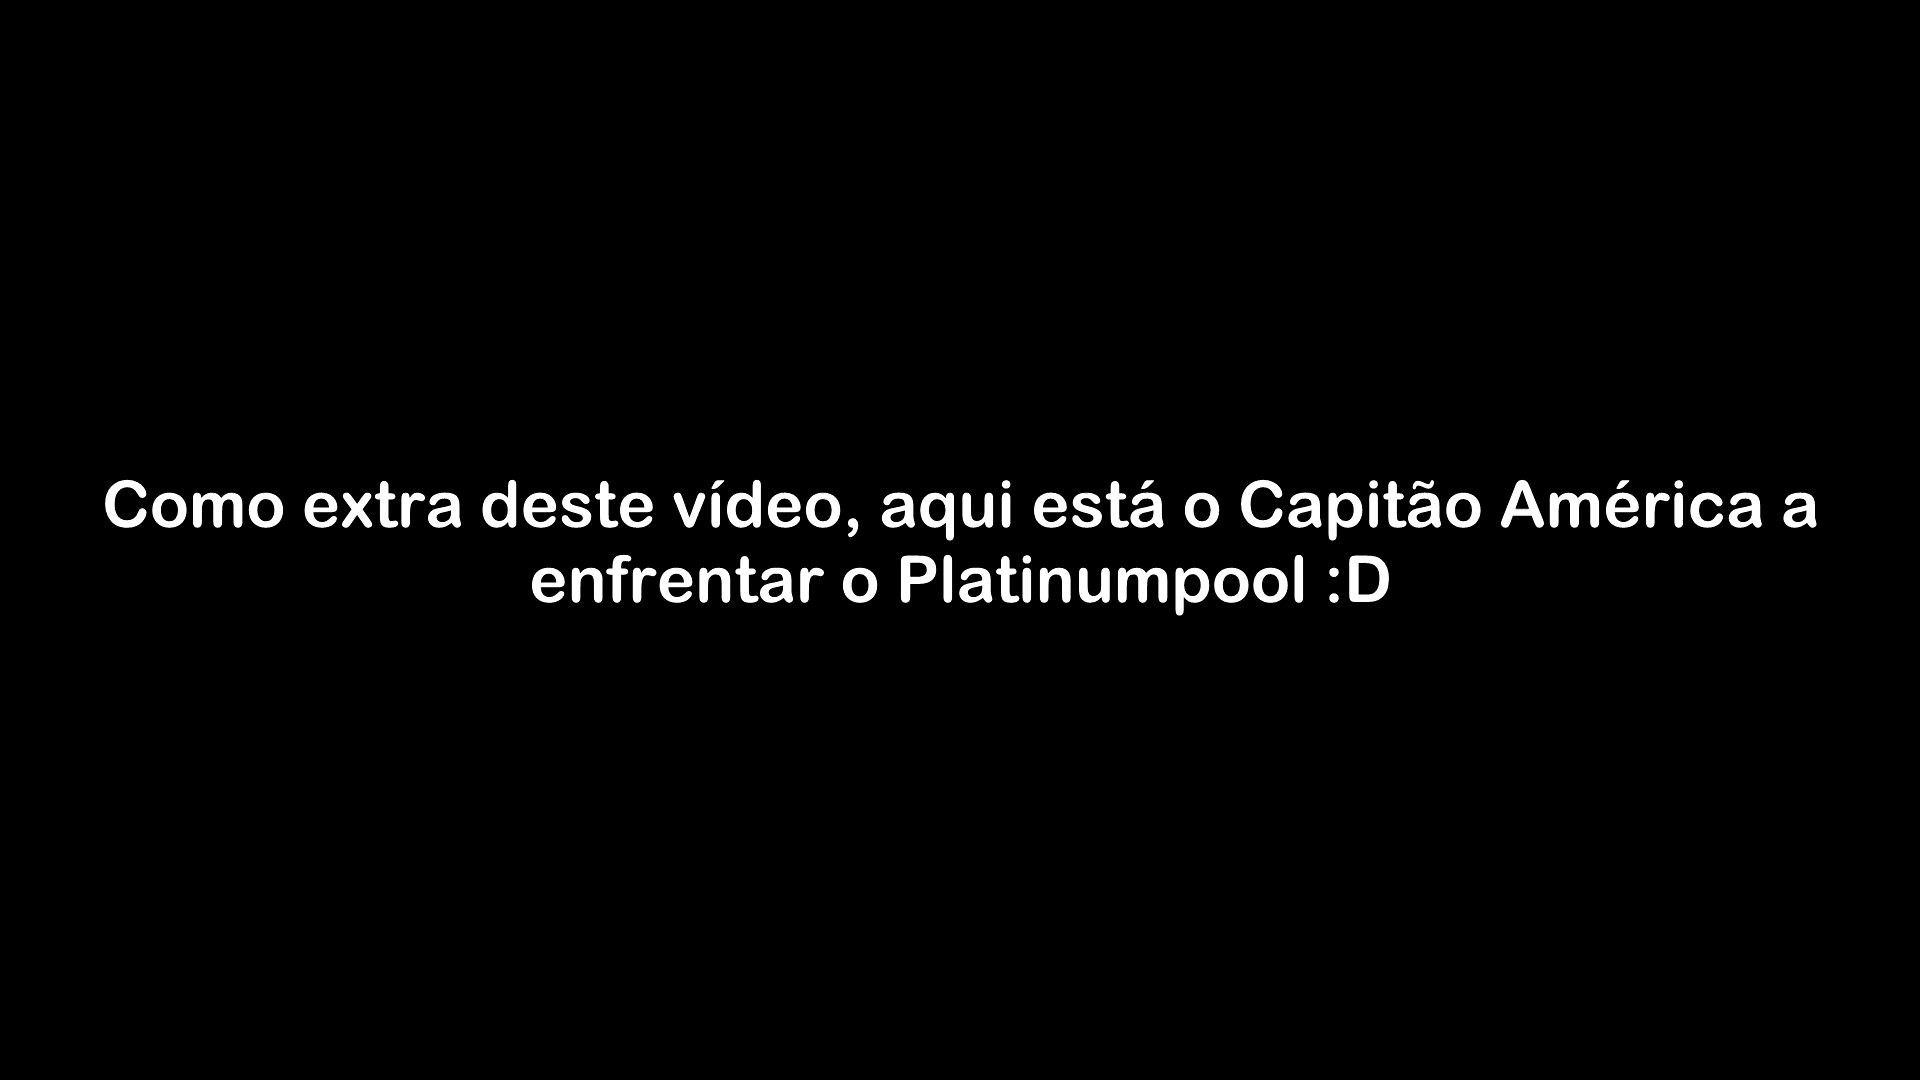 Como extra deste vídeo, aqui está o Capitão América a
enfrentar o Platinumpool :D